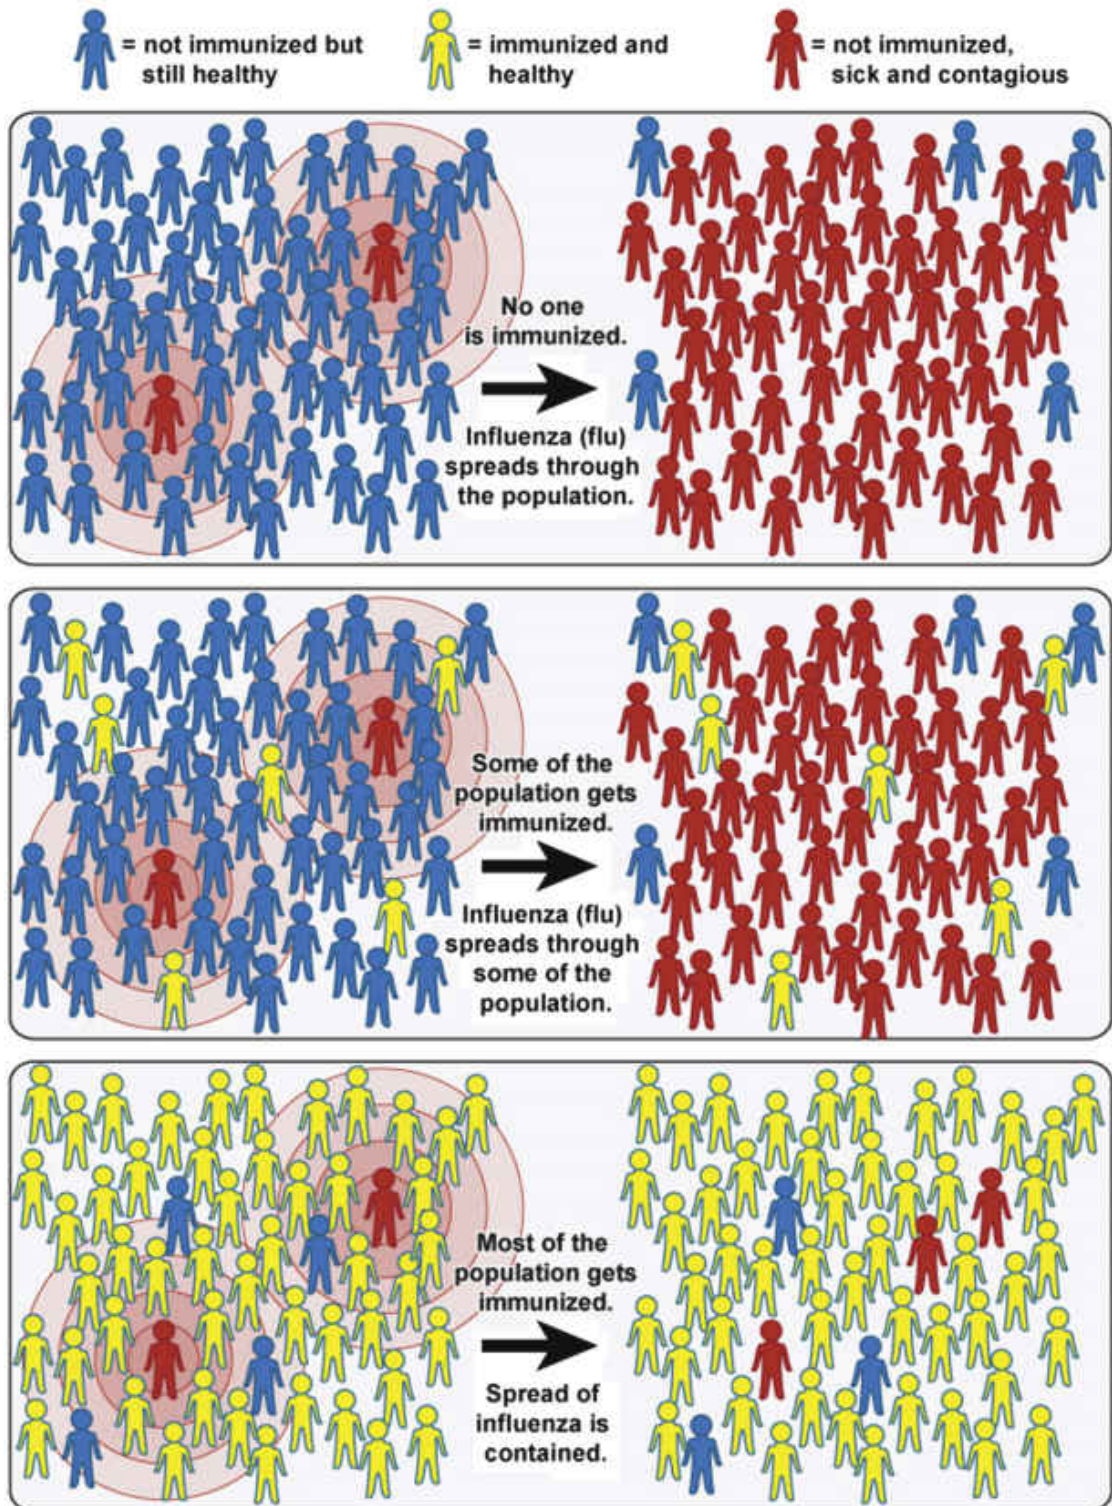 = not immunized but
still healthy
= immunized and
healthy
= not immunized,
sick and contagious
No one
is immunized.
Influenza (flu)
spreads through
the population.
Some of the
population gets
immunized.
Influenza (flu)
spreads through
some of the
population.
Most of the
population gets
immunized.
Spread of
influenza is
contained.